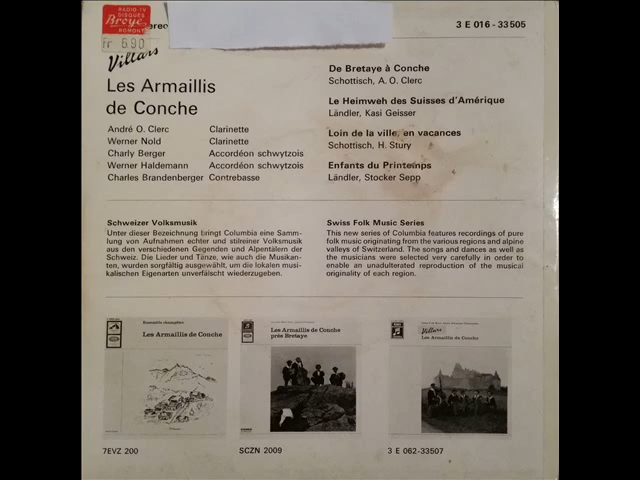 RADIO-TV
DISQUES
Broye
ROMONT
fr 6.90
ereo
3 E 016 - 33505
Villars
Les Armaillis
de Conche
André O. Clerc Clarinette
Werner Nold Clarinette
Charly Berger Accordéon schwytzois
Werner Haldemann Accordéon schwytzois
Charles Brandenberger Contrebasse
De Bretaye à Conche
Schottisch, A. O. Clerc
Le Heimweh des Suisses d'Amérique
Ländler, Kasi Geisser
Loin de la ville, en vacances
Schottisch, H. Stury
Enfants du Printemps
Ländler, Stocker Sepp
Schweizer Volksmusik
Unter dieser Bezeichnung bringt Columbia eine Samm-
lung von Aufnahmen echter und stilreiner Volksmusik
aus den verschiedenen Gegenden und Alpentälern der
Schweiz. Die Lieder und Tänze, wie auch die Musikan-
ten, wurden sorgfältig ausgewählt, um die lokalen musi-
kalischen Eigenarten unverfälscht wiederzugeben.
Swiss Folk Music Series
This new series of Columbia features recordings of pure
folk music originating from the various regions and alpine
valleys of Switzerland. The songs and dances as well as
the musicians were selected very carefully in order to
enable an unadulterated reproduction of the musical
originality of each region.
Ensemble champêtre
Les Armaillis de Conche
Les Armaillis de Conche
près Bretaye
Villars
Les Armaillis de Conche
7EVZ 200
SCZN 2009
3 E 062-33507